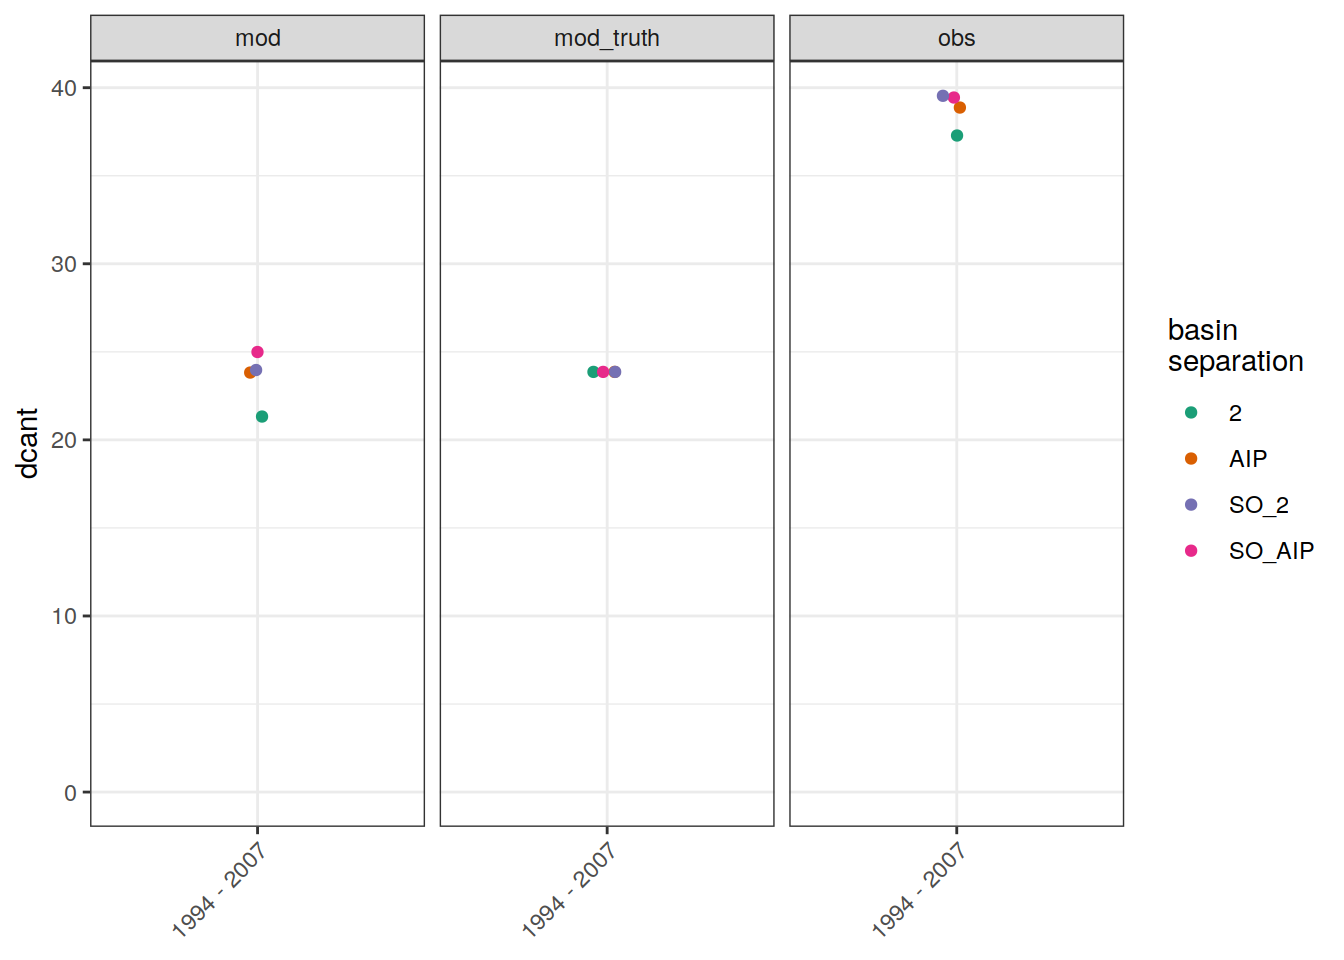 mod
mod_truth
obs
40
30
20
10
0
dcant
1994 - 2007
1994 - 2007
1994 - 2007
basin
separation
2
AIP
SO_2
SO_AIP